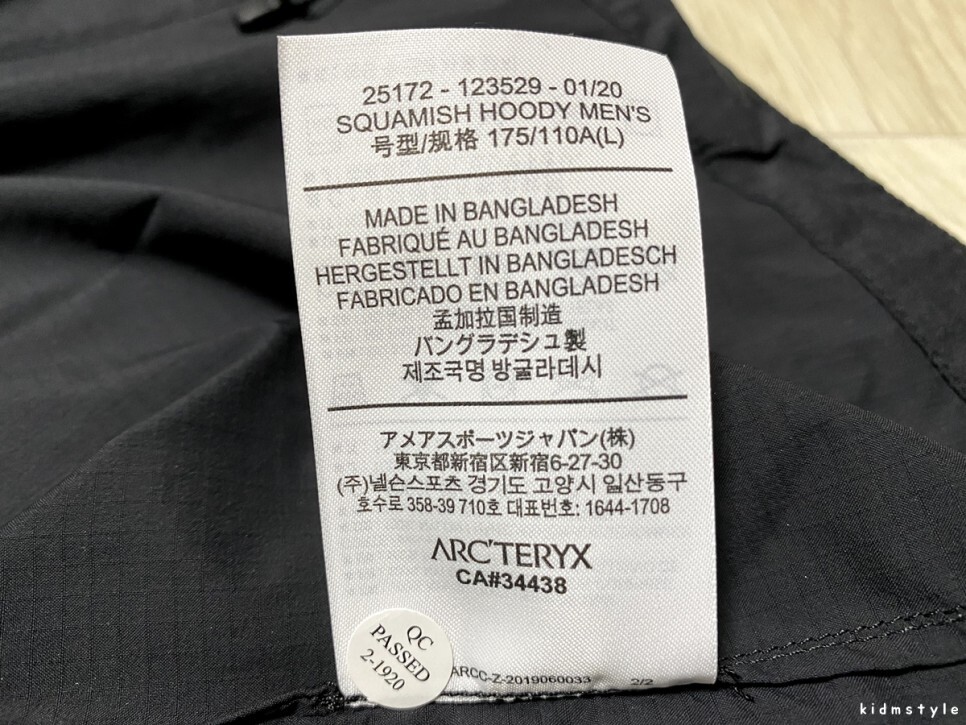 25172 - 123529 - 01/20
SQUAMISH HOODY MEN'S
号型/规格 175/110A(L)
MADE IN BANGLADESH
FABRIQUÉ AU BANGLADESH
HERGESTELLT IN BANGLADESCH
FABRICADO EN BANGLADESH
孟加拉国制造
バングラデシュ製
제조국명 방글라데시
アメアスポーツジャパン(株)
東京都新宿区新宿6-27-30
(주)넬슨스포츠 경기도 고양시 일산동구
호수로 358-39 710호 대표번호: 1644-1708
ARC'TERYX
CA#34438
QC
PASSED
2-1920
ARCC-Z-2019060033 2/2
kidmstyle